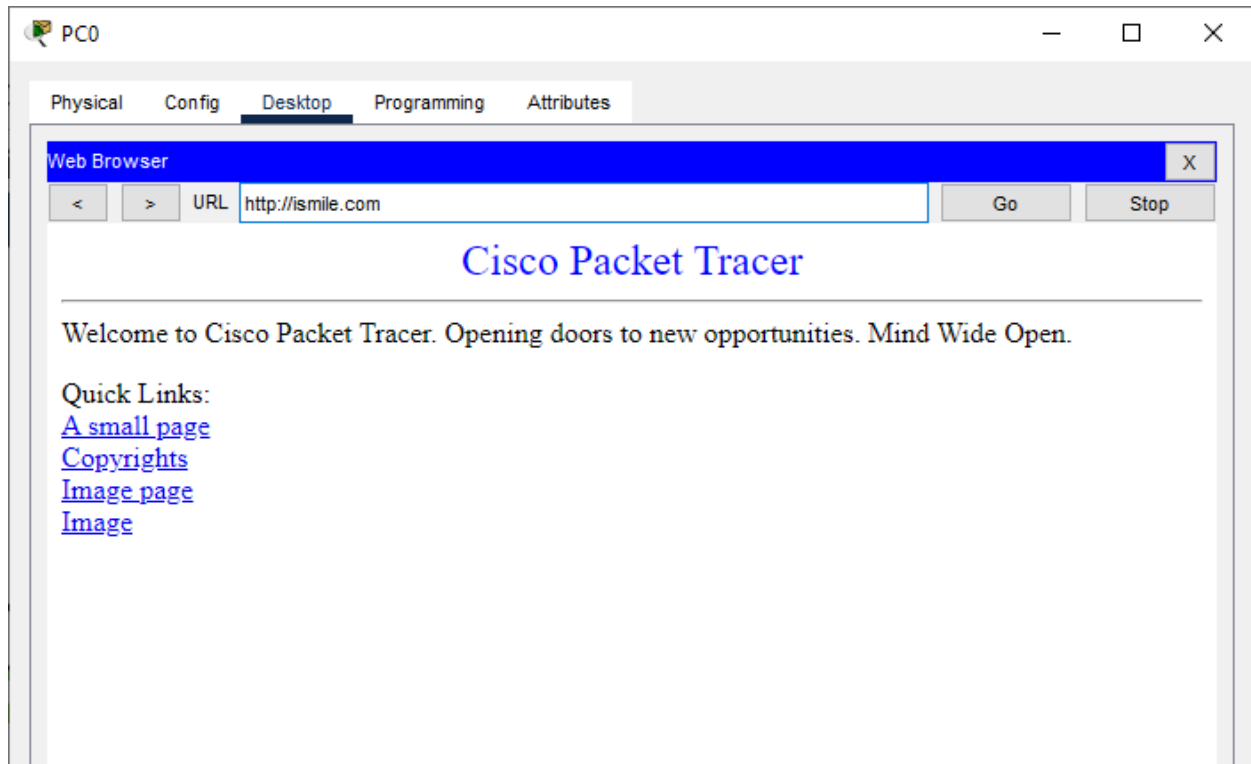 PC0
Physical Config Desktop Programming Attributes
Web Browser X
< > URL http://ismile.com Go Stop
Cisco Packet Tracer
Welcome to Cisco Packet Tracer. Opening doors to new opportunities. Mind Wide Open.
Quick Links:
A small page
Copyrights
Image page
Image